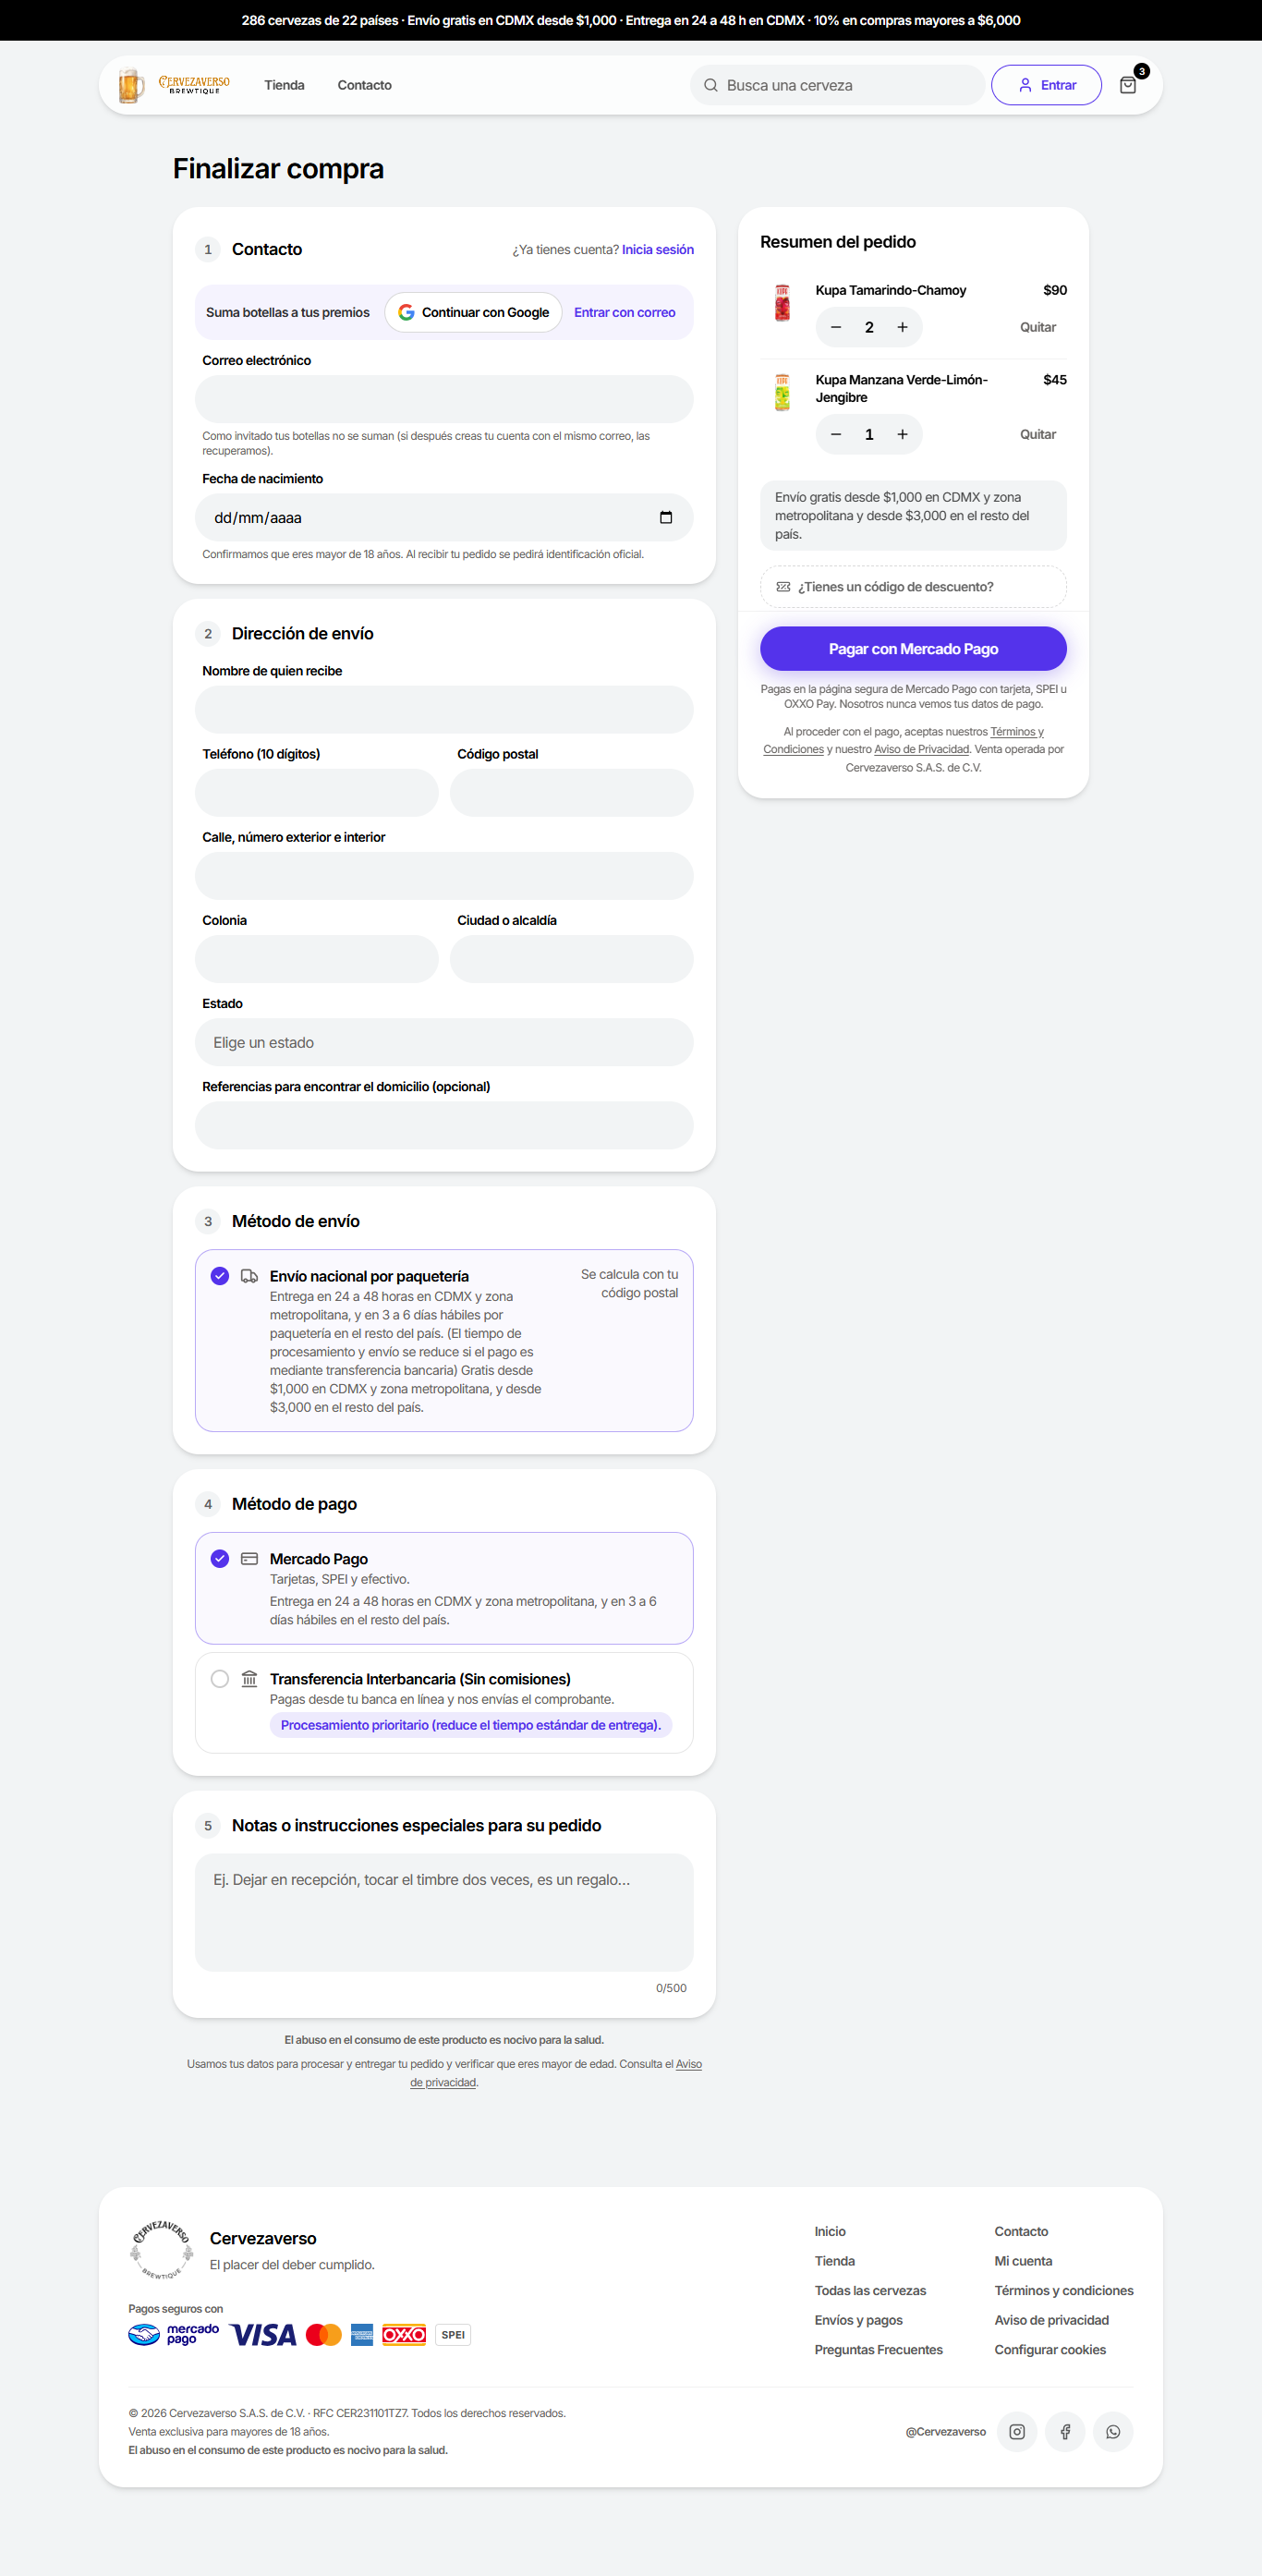 286 cervezas de 22 países · Envío gratis en CDMX desde $1,000 · Entrega en 24 a 48 h en CDMX · 10% en compras mayores a $6,000
CERVEZAVERSO
BREWTIQUE
Tienda
Contacto
Busca una cerveza
Entrar
3
Finalizar compra
1
Contacto
¿Ya tienes cuenta? Inicia sesión
Suma botellas a tus premios
Continuar con Google
Entrar con correo
Correo electrónico
Como invitado tus botellas no se suman (si después creas tu cuenta con el mismo correo, las
recuperamos).
Fecha de nacimiento
dd/mm/aaaa
Confirmamos que eres mayor de 18 años. Al recibir tu pedido se pedirá identificación oficial.
2
Dirección de envío
Nombre de quien recibe
Teléfono (10 dígitos)
Código postal
Calle, número exterior e interior
Colonia
Ciudad o alcaldía
Estado
Elige un estado
Referencias para encontrar el domicilio (opcional)
3
Método de envío
Envío nacional por paquetería
Se calcula con tu
código postal
Entrega en 24 a 48 horas en CDMX y zona
metropolitana, y en 3 a 6 días hábiles por
paquetería en el resto del país. (El tiempo de
procesamiento y envío se reduce si el pago es
mediante transferencia bancaria) Gratis desde
$1,000 en CDMX y zona metropolitana, y desde
$3,000 en el resto del país.
4
Método de pago
Mercado Pago
Tarjetas, SPEI y efectivo.
Entrega en 24 a 48 horas en CDMX y zona metropolitana, y en 3 a 6
días hábiles en el resto del país.
Transferencia Interbancaria (Sin comisiones)
Pagas desde tu banca en línea y nos envías el comprobante.
Procesamiento prioritario (reduce el tiempo estándar de entrega).
5
Notas o instrucciones especiales para su pedido
Ej. Dejar en recepción, tocar el timbre dos veces, es un regalo...
0/500
El abuso en el consumo de este producto es nocivo para la salud.
Usamos tus datos para procesar y entregar tu pedido y verificar que eres mayor de edad. Consulta el Aviso
de privacidad.
Resumen del pedido
Kupa Tamarindo-Chamoy
$90
2
Quitar
Kupa Manzana Verde-Limón-
Jengibre
$45
1
Quitar
Envío gratis desde $1,000 en CDMX y zona
metropolitana y desde $3,000 en el resto del
país.
¿Tienes un código de descuento?
Pagar con Mercado Pago
Pagas en la página segura de Mercado Pago con tarjeta, SPEI u
OXXO Pay. Nosotros nunca vemos tus datos de pago.
Al proceder con el pago, aceptas nuestros Términos y
Condiciones y nuestro Aviso de Privacidad. Venta operada por
Cervezaverso S.A.S. de C.V.
CERVEZAVERSO
BREWTIQUE
Cervezaverso
El placer del deber cumplido.
Pagos seguros con
mercado
pago
VISA
OXXO
SPEI
Inicio
Tienda
Todas las cervezas
Envíos y pagos
Preguntas Frecuentes
Contacto
Mi cuenta
Términos y condiciones
Aviso de privacidad
Configurar cookies
© 2026 Cervezaverso S.A.S. de C.V. · RFC CER231101TZ7. Todos los derechos reservados.
Venta exclusiva para mayores de 18 años.
El abuso en el consumo de este producto es nocivo para la salud.
@Cervezaverso